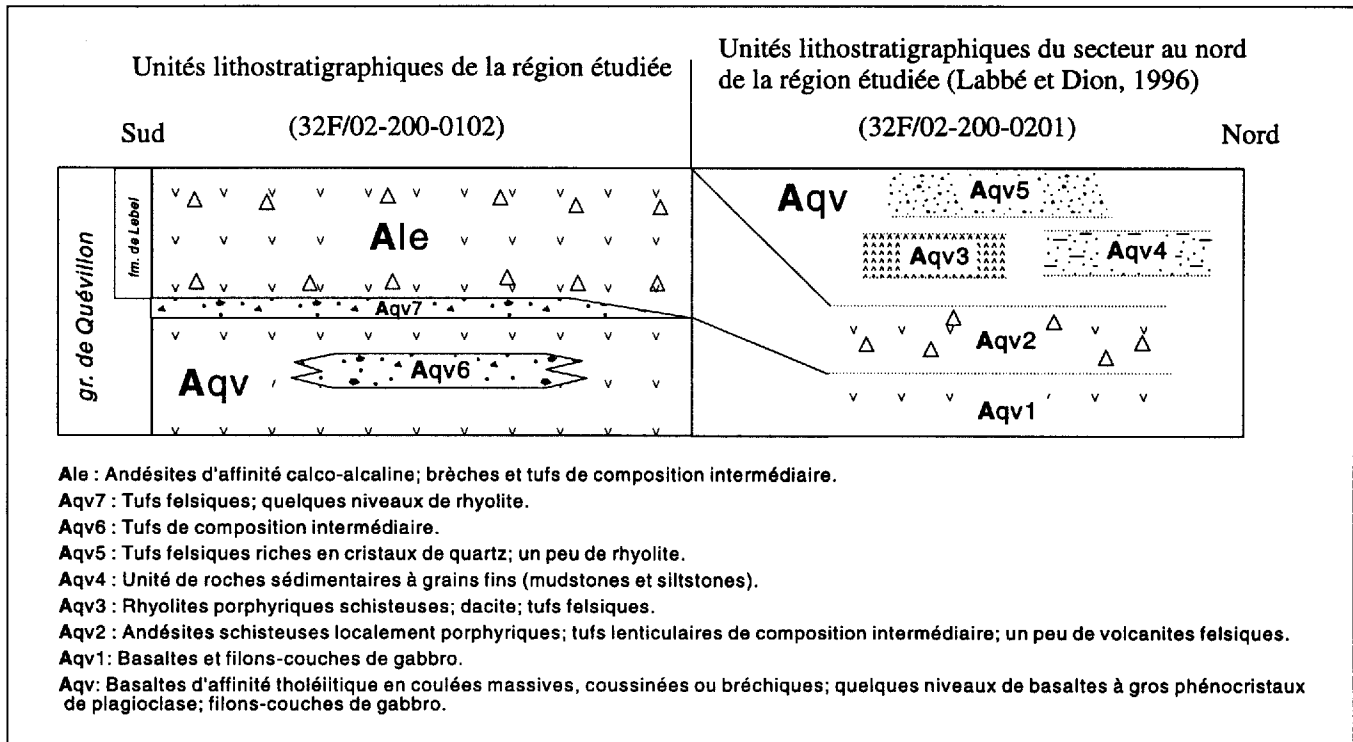 Unités lithostratigraphiques de la région étudiée
Unités lithostratigraphiques du secteur au nord
de la région étudiée (Labbé et Dion, 1996)
Sud
(32F/02-200-0102)
(32F/02-200-0201)
Nord
gr. de Quévillon
fm. de Lebel
Ale
Aqv7
Aqv
Aqv6
Aqv
Aqv5
Aqv3
Aqv4
Aqv2
Aqv1
Ale : Andésites d'affinité calco-alcaline; brèches et tufs de composition intermédiaire.
Aqv7 : Tufs felsiques; quelques niveaux de rhyolite.
Aqv6 : Tufs de composition intermédiaire.
Aqv5 : Tufs felsiques riches en cristaux de quartz; un peu de rhyolite.
Aqv4 : Unité de roches sédimentaires à grains fins (mudstones et siltstones).
Aqv3 : Rhyolites porphyriques schisteuses; dacite; tufs felsiques.
Aqv2 : Andésites schisteuses localement porphyriques; tufs lenticulaires de composition intermédiaire; un peu de volcanites felsiques.
Aqv1: Basaltes et filons-couches de gabbro.
Aqv: Basaltes d'affinité tholéiitique en coulées massives, coussinées ou bréchiques; quelques niveaux de basaltes à gros phénocristaux
de plagioclase; filons-couches de gabbro.